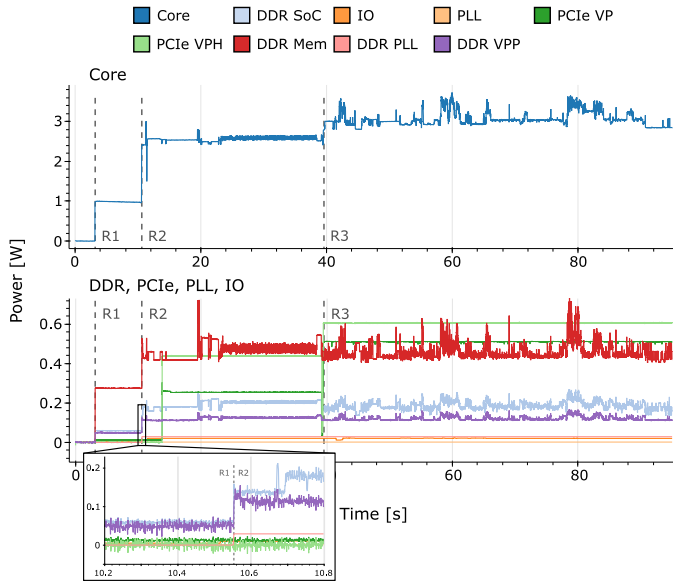 Core DDR SoC IO PLL PCIe VP
PCIe VPH DDR Mem DDR PLL DDR VPP
Core
3
2
1
0
R1 R2 R3
0 20 40 60 80
Power [W]
DDR, PCIe, PLL, IO
R1 R2 R3
0.6
0.4
0.2
0
0 60 80
R1 R2
0.2
0.1
0
10.2 10.4 10.6 10.8
Time [s]